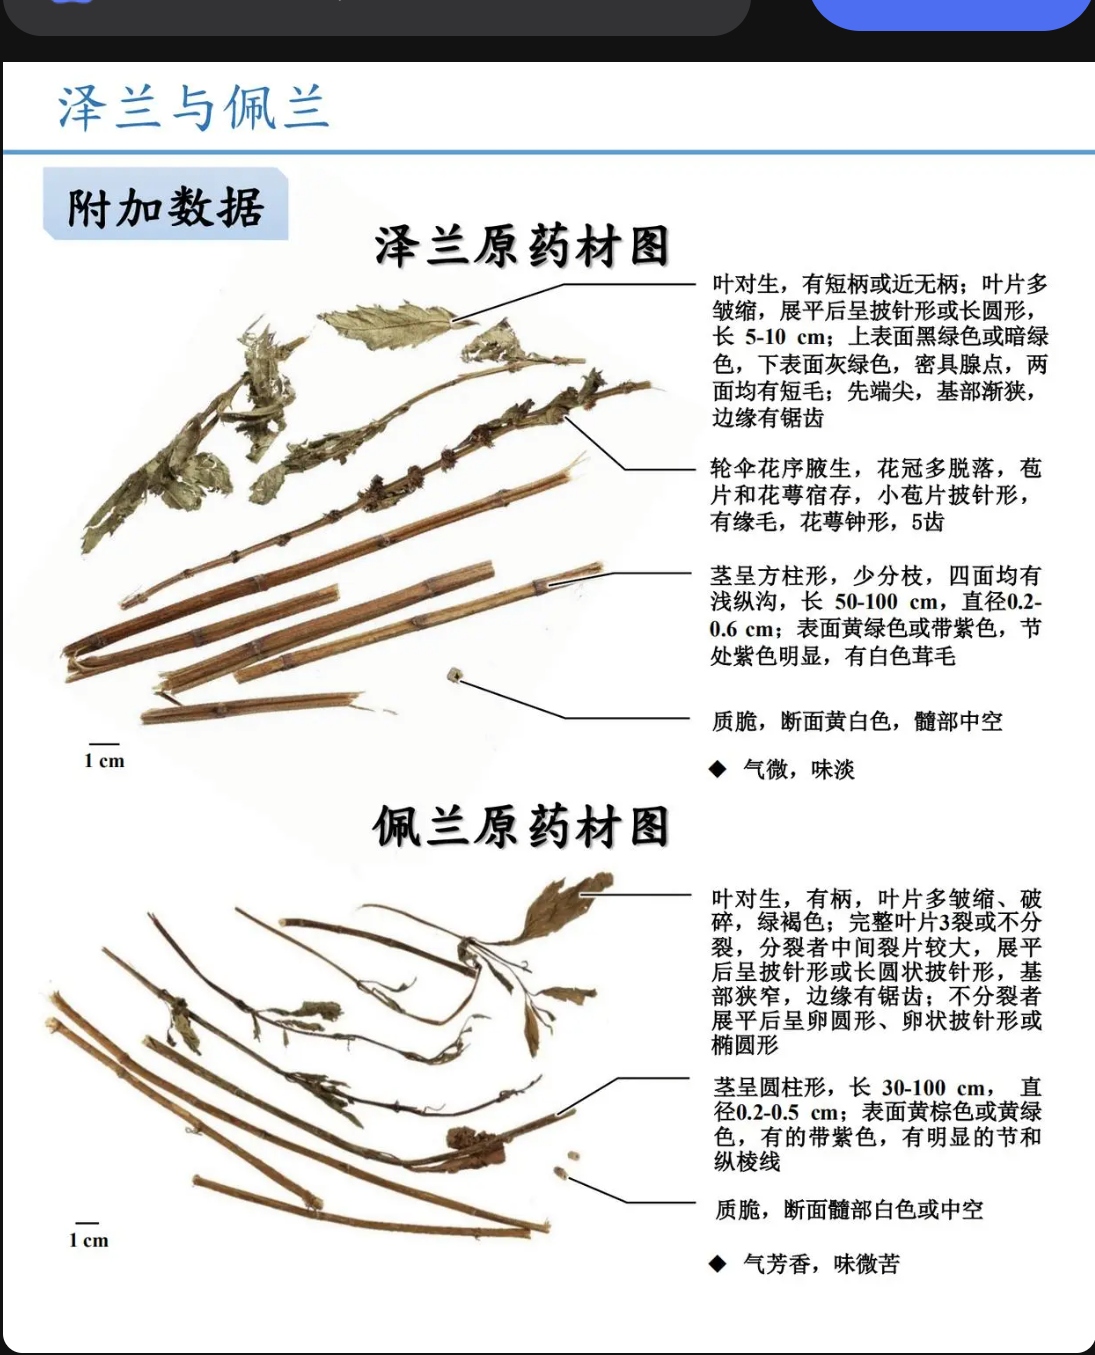 泽兰与佩兰
附加数据
泽兰原药材图
叶对生，有短柄或近无柄；叶片多
皱缩，展平后呈披针形或长圆形，
长 5-10 cm；上表面黑绿色或暗绿
色，下表面灰绿色，密具腺点，两
面均有短毛；先端尖，基部渐狭，
边缘有锯齿
轮伞花序腋生，花冠多脱落，苞
片和花萼宿存，小苞片披针形，
有缘毛，花萼钟形，5齿
茎呈方柱形，少分枝，四面均有
浅纵沟，长 50-100 cm，直径0.2-
0.6 cm；表面黄绿色或带紫色，节
处紫色明显，有白色茸毛
质脆，断面黄白色，髓部中空
1 cm
◆ 气微，味淡
佩兰原药材图
叶对生，有柄，叶片多皱缩、破
碎，绿褐色；完整叶片3裂或不分
裂，分裂者中间裂片较大，展平
后呈披针形或长圆状披针形，基
部狭窄，边缘有锯齿；不分裂者
展平后呈卵圆形、卵状披针形或
椭圆形
茎呈圆柱形，长 30-100 cm， 直
径0.2-0.5 cm；表面黄棕色或黄绿
色，有的带紫色，有明显的节和
纵棱线
质脆，断面髓部白色或中空
1 cm
◆ 气芳香，味微苦